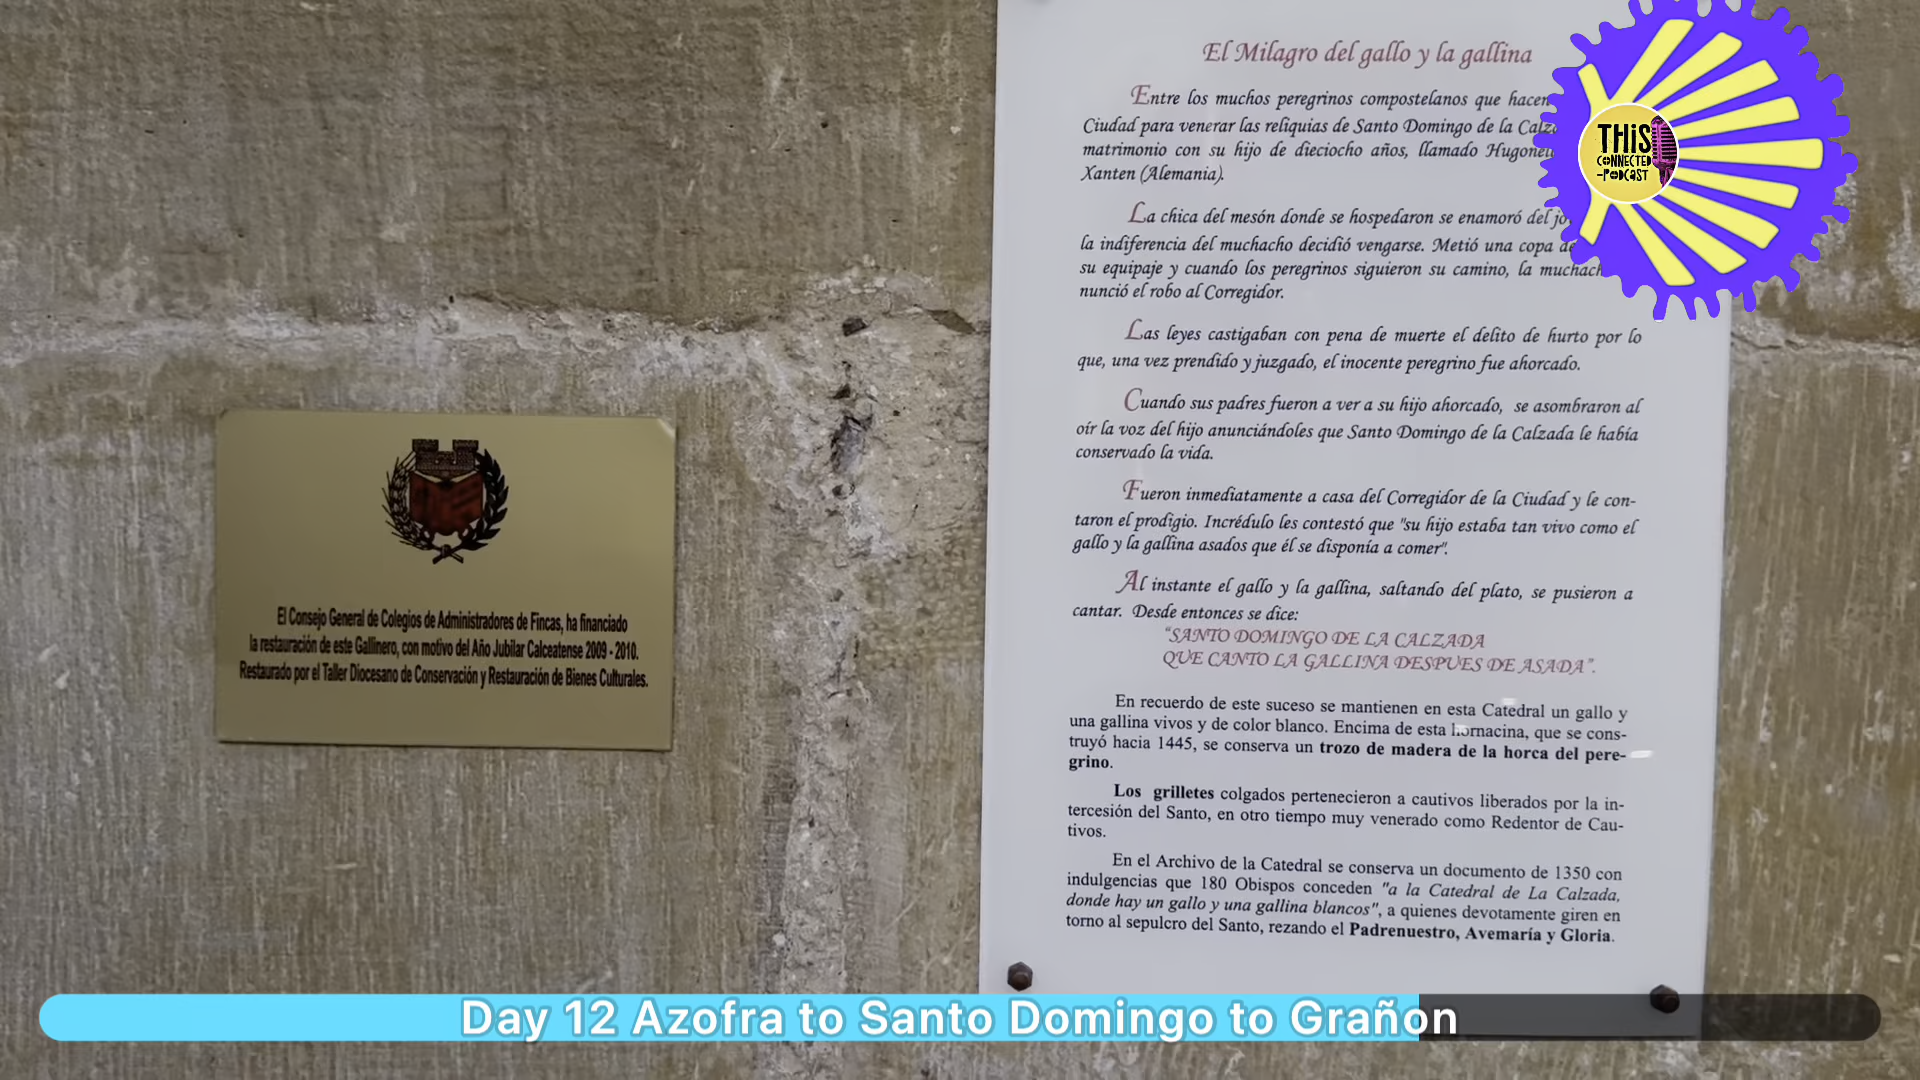 El Milagro del gallo y la gallina
Entre los muchos peregrinos compostelanos que hacen
Ciudad para venerar las reliquias de Santo Domingo de la
matrimonio con su hijo de dieciocho años, llamado
Xanten (Alemania).
La chica del mesón donde se hospedaron se enamoró del
la indiferencia del muchacho decidió vengarse. Metió una copa
su equipaje y cuando los peregrinos siguieron su camino, la
nunció el robo al Corregidor.
Las leyes castigaban con pena de muerte el delito de hurto por lo
que, una vez prendido y juzgado, el inocente peregrino fue ahorcado.
Cuando sus padres fueron a ver a su hijo ahorcado, se asombraron al
oír la voz del hijo anunciándoles que Santo Domingo de la Calzada le había
conservado la vida.
Fueron inmediatamente a casa del Corregidor de la Ciudad y le con-
taron el prodigio. Incrédulo les contestó que "su hijo estaba tan vivo como el
gallo y la gallina asados que él se disponía a comer".
Al instante el gallo y la gallina, saltando del plato, se pusieron a
cantar. Desde entonces se dice:
"SANTO DOMINGO DE LA CALZADA
QUE CANTO LA GALLINA DESPUES DE ASADA".
En recuerdo de este suceso se mantienen en esta Catedral un gallo y
una gallina vivos y de color blanco. Encima de esta hornacina, que se cons-
truyó hacia 1445, se conserva un trozo de madera de la horca del pere-
grino.
Los grilletes colgados pertenecieron a cautivos liberados por la in-
tercesión del Santo, en otro tiempo muy venerado como Redentor de Cau-
tivos.
En el Archivo de la Catedral se conserva un documento de 1350 con
indulgencias que 180 Obispos conceden "a la Catedral de La Calzada,
donde hay un gallo y una gallina blancos", a quienes devotamente giren en
torno al sepulcro del Santo, rezando el Padrenuestro, Avemaría y Gloria.
THIS
CONNECTED
-PODCAST
El Consejo General de Colegios de Administradores de Fincas, ha financiado
la restauración de este Gallinero, con motivo del Año Jubilar Calceatense 2009 - 2010.
Restaurado por el Taller Diocesano de Conservación y Restauración de Bienes Culturales.
Day 12 Azofra to Santo Domingo to Grañon